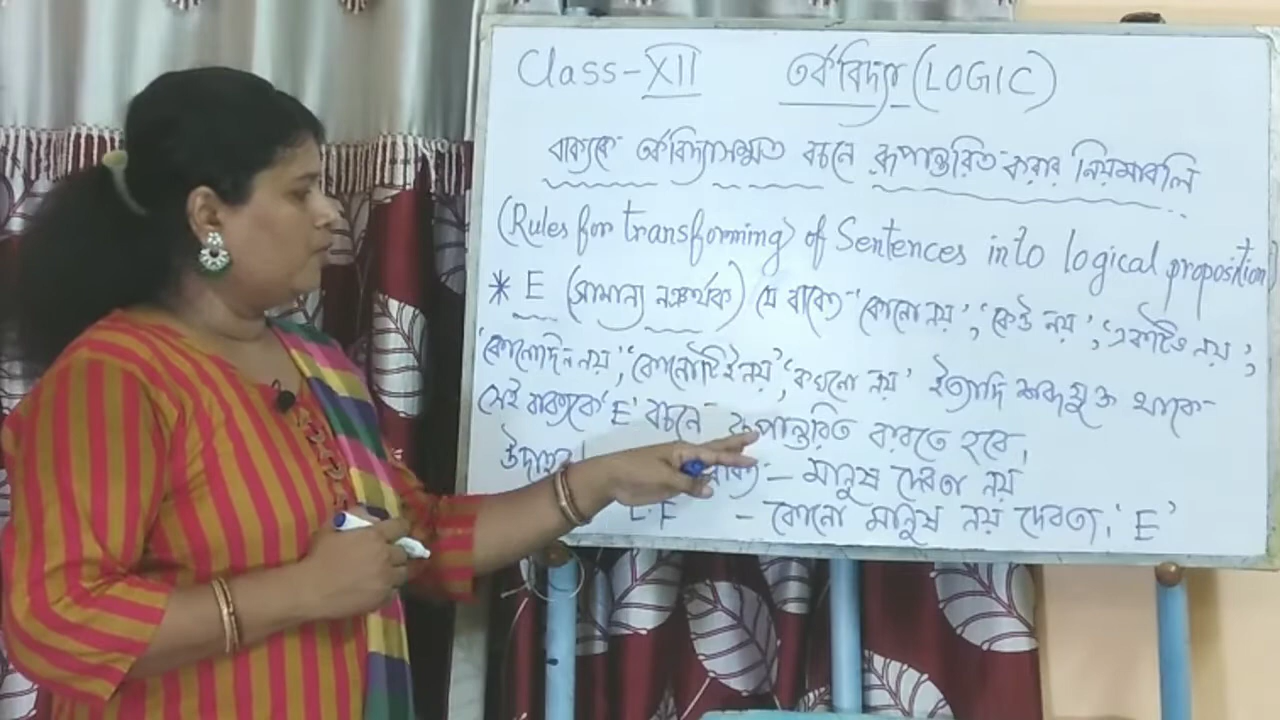 Class-XII তর্কবিদ্যা (LOGIC)
বাক্যকে তর্কবিদ্যাসম্মত বচনে রূপান্তরিত করার নিয়মাবলি
(Rules for transforming) of Sentences into logical proposition)
* E (সামান্য নঞর্থক) যে বাক্যে 'কোনো নয়', 'কেউ নয়', 'একটিও নয়',
'কোনোদিন নয়', 'কোনোটিই নয়', 'কখনো নয়' ইত্যাদি শব্দযুক্ত থাকে
সেই বাক্যকে 'E' বচনে রূপান্তরিত করতে হবে,
বাক্য :- মানুষ দেবতা নয়
L.F - কোনো মানুষ নয় দেবতা। 'E'